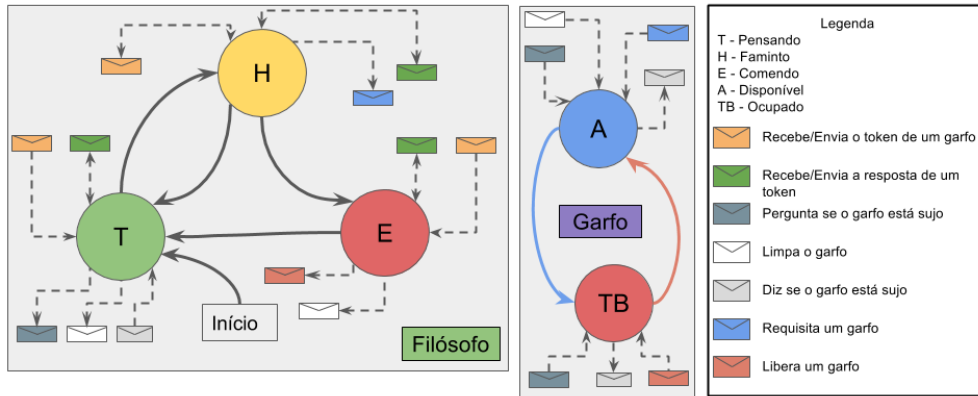 H
T
E
Início
Filósofo
A
Garfo
TB
Legenda
T - Pensando
H - Faminto
E - Comendo
A - Disponível
TB - Ocupado
Recebe/Envia o token de um garfo
Recebe/Envia a resposta de um
token
Pergunta se o garfo está sujo
Limpa o garfo
Diz se o garfo está sujo
Requisita um garfo
Libera um garfo